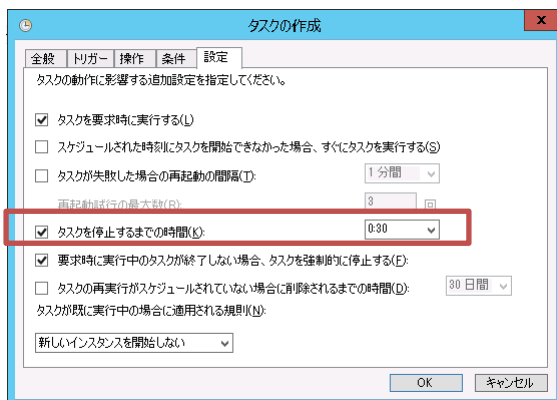 タスクの作成
x
全般 トリガー 操作 条件 設定
タスクの動作に影響する追加設定を指定してください。
タスクを要求時に実行する(L)
スケジュールされた時刻にタスクを開始できなかった場合、すぐにタスクを実行する(S)
タスクが失敗した場合の再起動の間隔(T): 1 分間
再起動試行の最大数(R): 3 回
タスクを停止するまでの時間(K): 0:30
要求時に実行中のタスクが終了しない場合、タスクを強制的に停止する(F):
タスクの再実行がスケジュールされていない場合に削除されるまでの時間(D): 30 日間
タスクが既に実行中の場合に適用される規則(N):
新しいインスタンスを開始しない
OK キャンセル